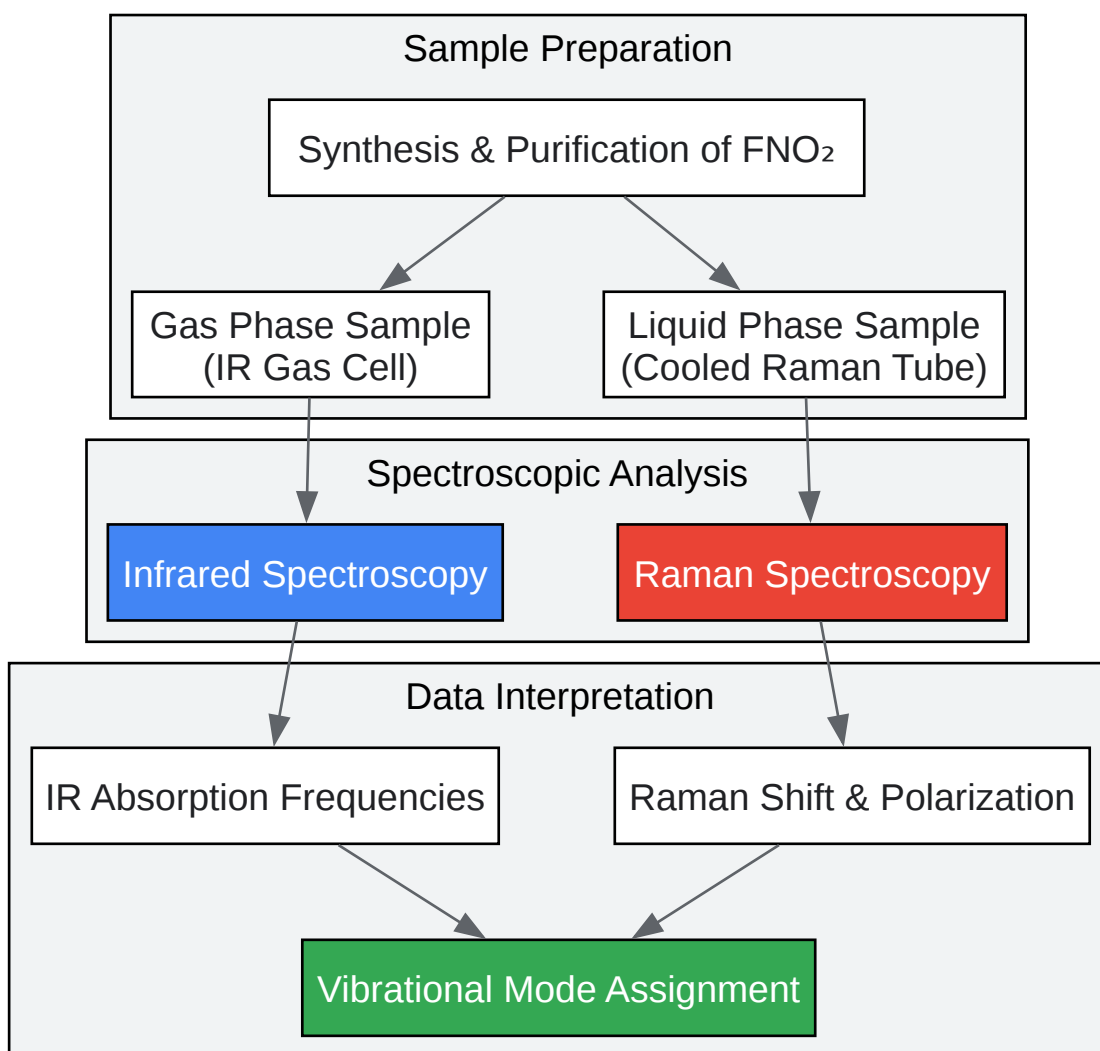 Sample Preparation
Synthesis & Purification of FNO₂
Gas Phase Sample
(IR Gas Cell)
Liquid Phase Sample
(Cooled Raman Tube)
Spectroscopic Analysis
Infrared Spectroscopy
Raman Spectroscopy
Data Interpretation
IR Absorption Frequencies
Raman Shift & Polarization
Vibrational Mode Assignment